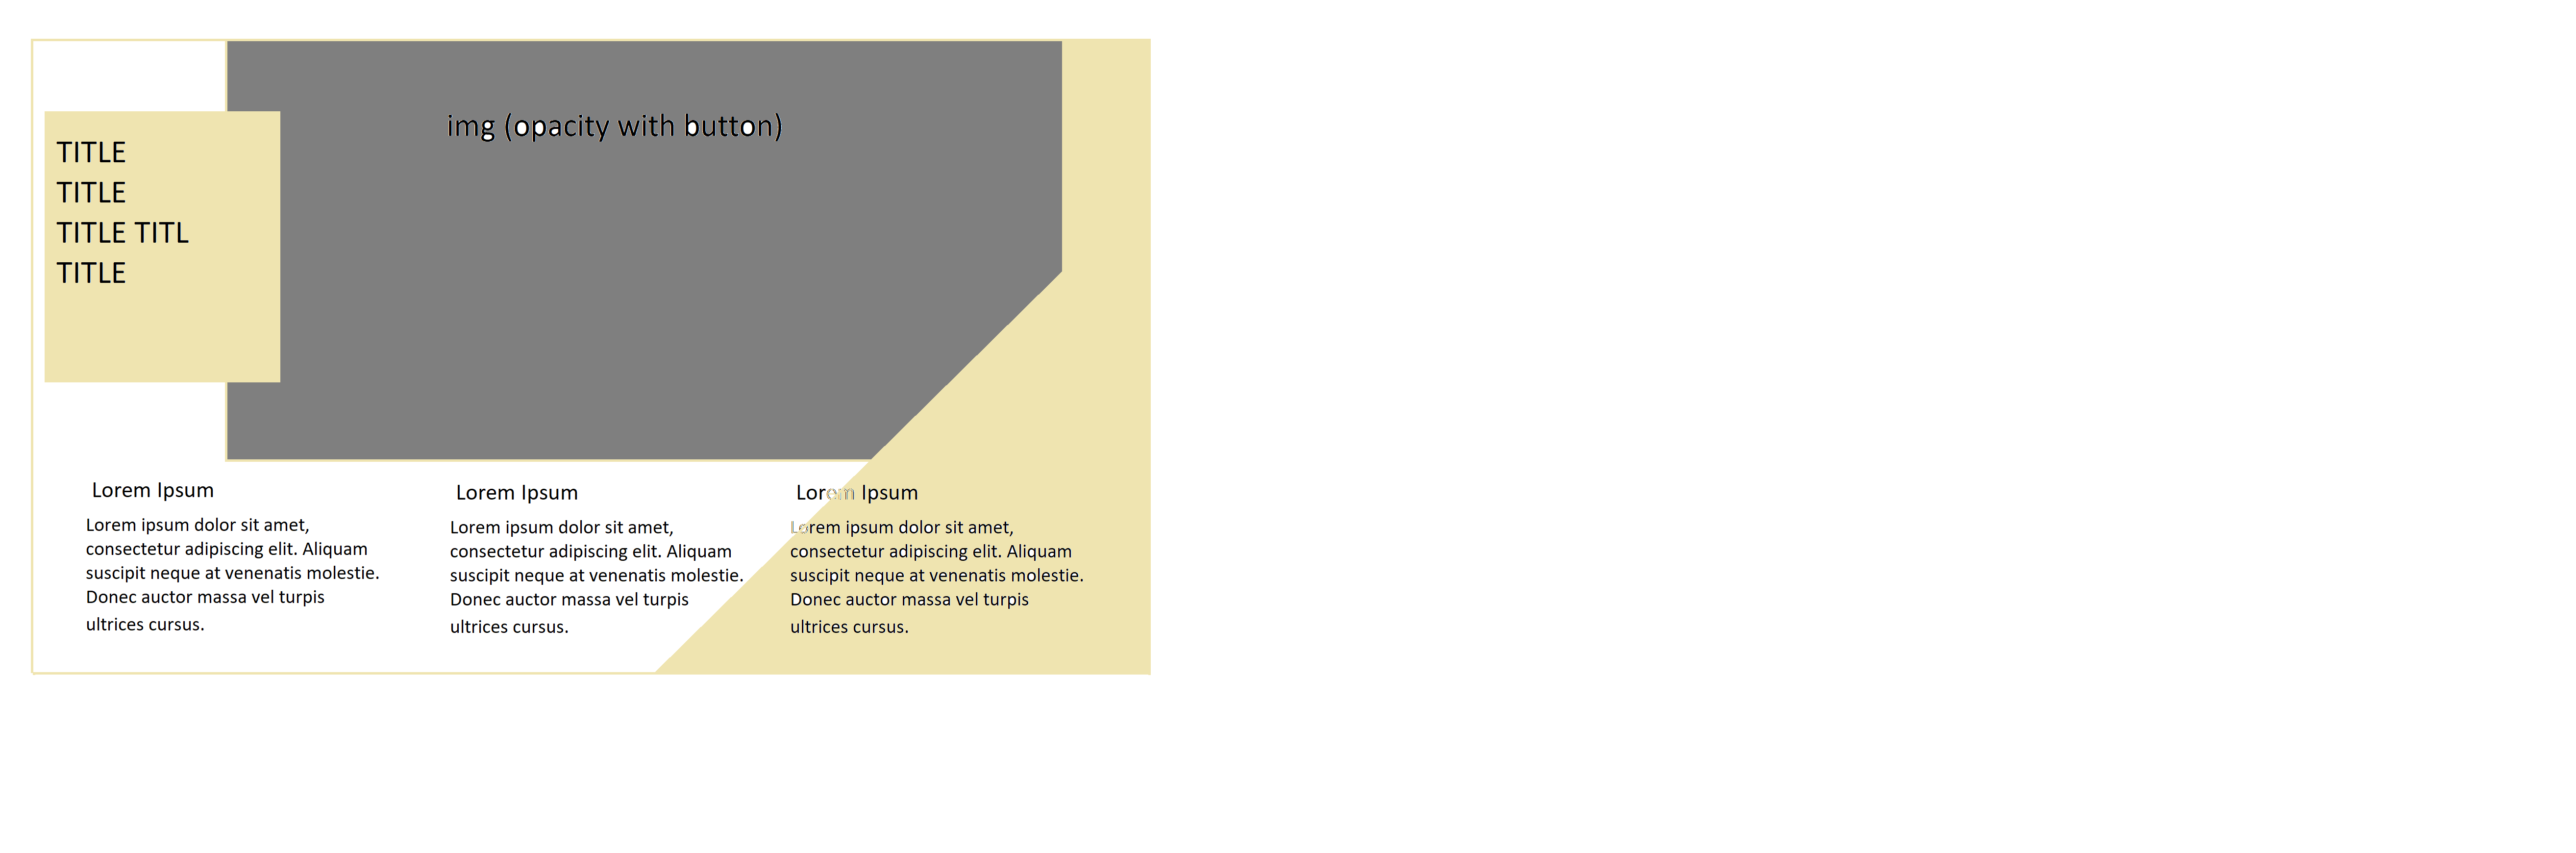 img (opacity with button)
TITLE
TITLE
TITLE TITL
TITLE
Lorem Ipsum
Lorem ipsum dolor sit amet,
consectetur adipiscing elit. Aliquam
suscipit neque at venenatis molestie.
Donec auctor massa vel turpis
ultrices cursus.
Lorem Ipsum
Lorem ipsum dolor sit amet,
consectetur adipiscing elit. Aliquam
suscipit neque at venenatis molestie.
Donec auctor massa vel turpis
ultrices cursus.
Lorem Ipsum
Lorem ipsum dolor sit amet,
consectetur adipiscing elit. Aliquam
suscipit neque at venenatis molestie.
Donec auctor massa vel turpis
ultrices cursus.